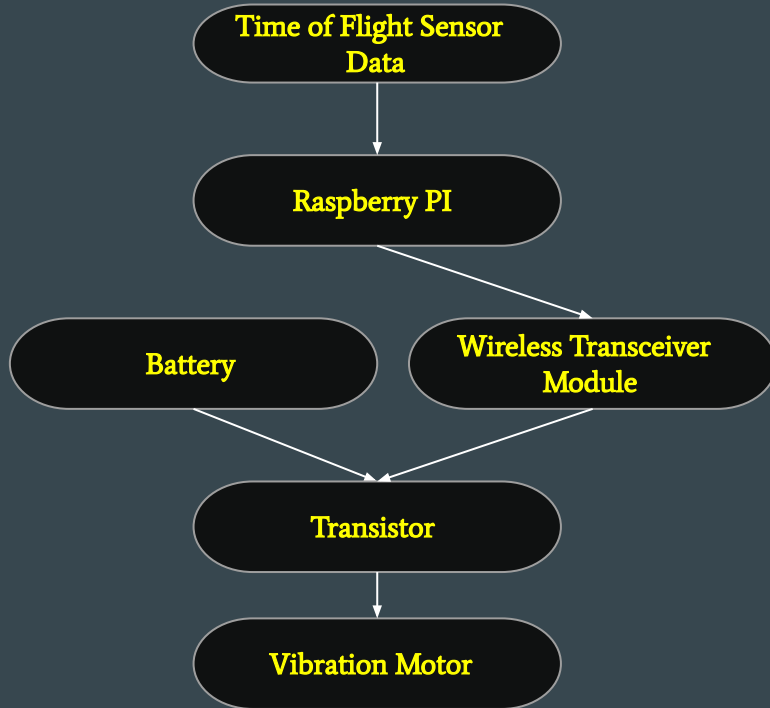 Time of Flight Sensor
Data
Raspberry PI
Battery
Wireless Transceiver
Module
Transistor
Vibration Motor